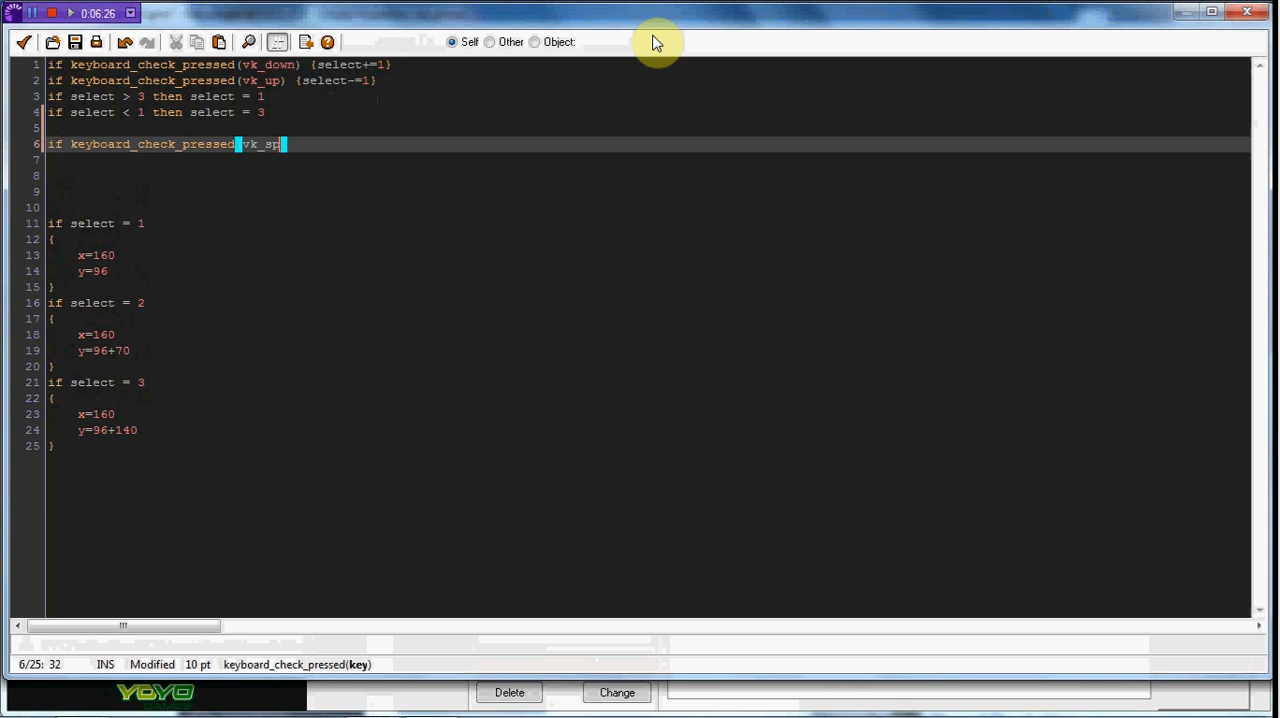 0:06:26
Self Other Object:
1 if keyboard_check_pressed(vk_down) {select+=1}
2 if keyboard_check_pressed(vk_up) {select-=1}
3 if select > 3 then select = 1
4 if select < 1 then select = 3
5
6 if keyboard_check_pressed(vk_sp)
7
8
9
10
11 if select = 1
12 {
13 x=160
14 y=96
15 }
16 if select = 2
17 {
18 x=160
19 y=96+70
20 }
21 if select = 3
22 {
23 x=160
24 y=96+140
25 }
6/25: 32 INS Modified 10 pt keyboard_check_pressed(key)
YOYO GAMES Delete Change